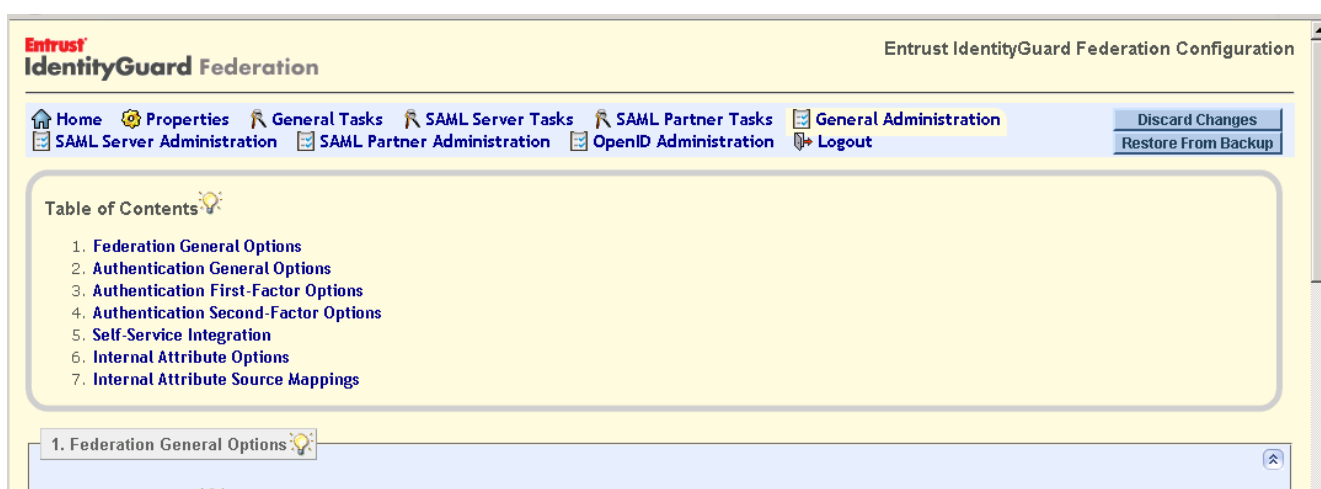 Entrust
IdentityGuard Federation
Entrust IdentityGuard Federation Configuration
Home Properties General Tasks SAML Server Tasks SAML Partner Tasks General Administration
SAML Server Administration SAML Partner Administration OpenID Administration Logout
Discard Changes
Restore From Backup
Table of Contents
1. Federation General Options
2. Authentication General Options
3. Authentication First-Factor Options
4. Authentication Second-Factor Options
5. Self-Service Integration
6. Internal Attribute Options
7. Internal Attribute Source Mappings
1. Federation General Options